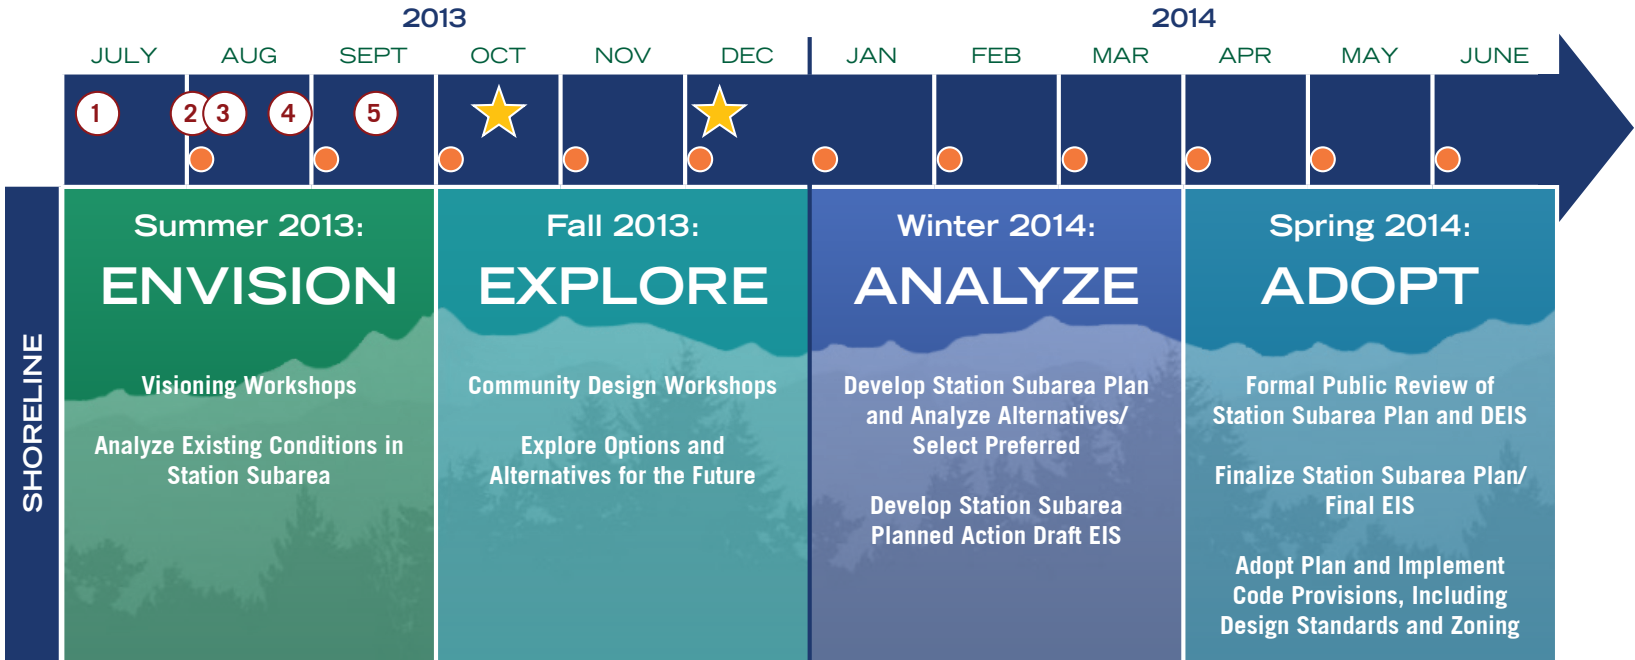 2013
2014
JULY
AUG
SEPT
OCT
NOV
DEC
JAN
FEB
MAR
APR
MAY
JUNE
1
2
3
4
5
SHORELINE
Summer 2013:
ENVISION
Visioning Workshops
Analyze Existing Conditions in
Station Subarea
Fall 2013:
EXPLORE
Community Design Workshops
Explore Options and
Alternatives for the Future
Winter 2014:
ANALYZE
Develop Station Subarea Plan
and Analyze Alternatives/
Select Preferred
Develop Station Subarea
Planned Action Draft EIS
Spring 2014:
ADOPT
Formal Public Review of
Station Subarea Plan and DEIS
Finalize Station Subarea Plan/
Final EIS
Adopt Plan and Implement
Code Provisions, Including
Design Standards and Zoning